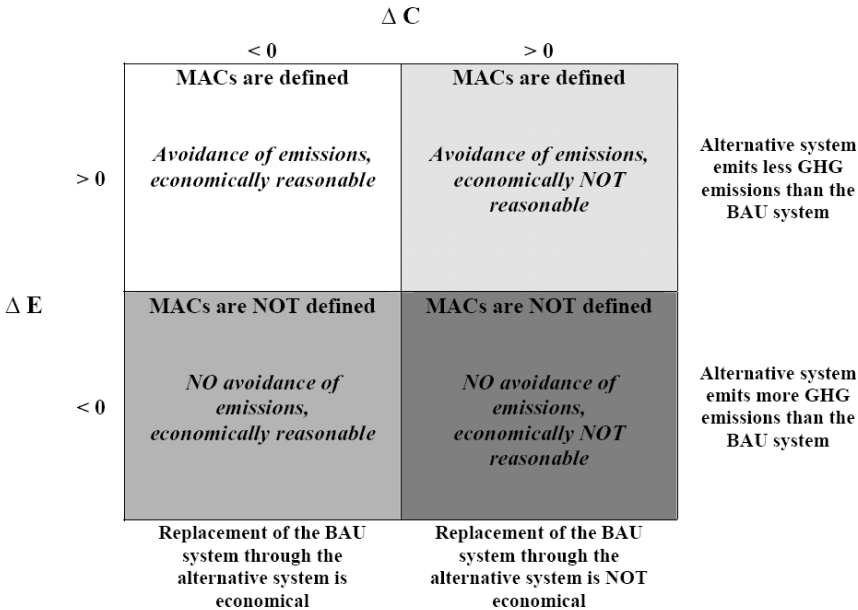 Δ C
< 0
> 0
MACs are defined
Avoidance of emissions,
economically reasonable
MACs are defined
Avoidance of emissions,
economically NOT
reasonable
> 0
Alternative system
emits less GHG
emissions than the
BAU system
Δ E
MACs are NOT defined
NO avoidance of
emissions,
economically reasonable
MACs are NOT defined
NO avoidance of
emissions,
economically NOT
reasonable
< 0
Alternative system
emits more GHG
emissions than the
BAU system
Replacement of the BAU
system through the
alternative system is
economical
Replacement of the BAU
system through the
alternative system is NOT
economical